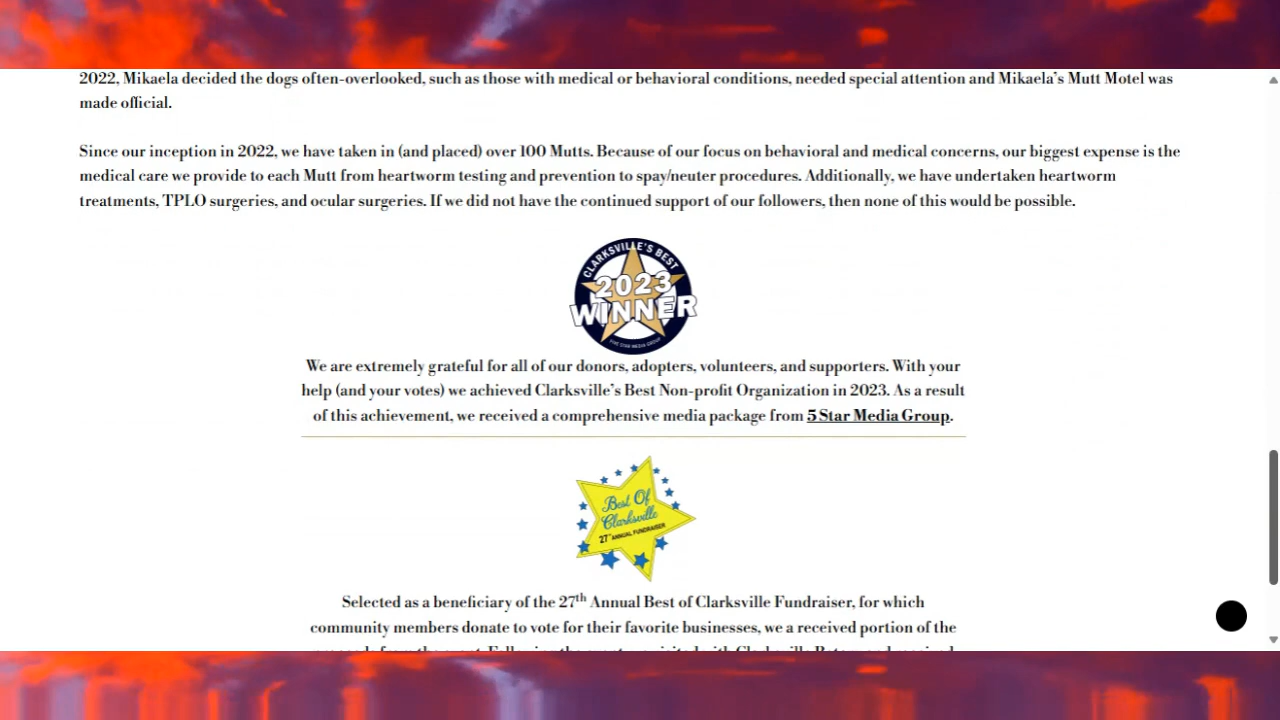 2022, Mikaela decided the dogs often-overlooked, such as those with medical or behavioral conditions, needed special attention and Mikaela's Mutt Motel was
made official.
Since our inception in 2022, we have taken in (and placed) over 100 Mutts. Because of our focus on behavioral and medical concerns, our biggest expense is the
medical care we provide to each Mutt from heartworm testing and prevention to spay/neuter procedures. Additionally, we have undertaken heartworm
treatments, TPLO surgeries, and ocular surgeries. If we did not have the continued support of our followers, then none of this would be possible.
CLARKSVILLE'S BEST
2023
WINNER
FIVE STAR MEDIA GROUP
We are extremely grateful for all of our donors, adopters, volunteers, and supporters. With your
help (and your votes) we achieved Clarksville's Best Non-profit Organization in 2023. As a result
of this achievement, we received a comprehensive media package from 5 Star Media Group.
Best Of
Clarksville
27TH ANNUAL FUNDRAISER
Selected as a beneficiary of the 27th Annual Best of Clarksville Fundraiser, for which
community members donate to vote for their favorite businesses, we a received portion of the